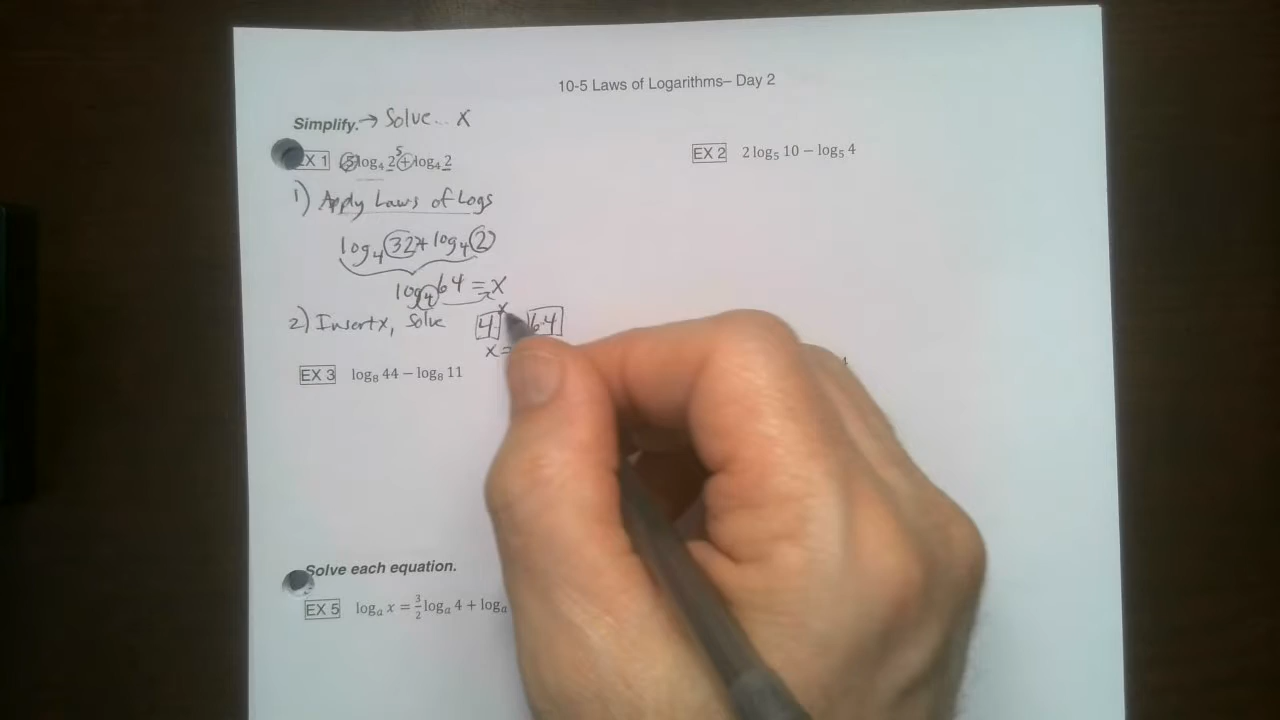 10-5 Laws of Logarithms– Day 2
Simplify. → Solve... x
EX 1 5log₄ 2⁵ + log₄ 2
EX 2 2 log₅ 10 − log₅ 4
1) Apply Laws of Logs
log₄ 32 + log₄ 2
log₄ 64 = x
2) Insert x, Solve 4ˣ 64
x =
EX 3 log₈ 44 − log₈ 11
Solve each equation.
EX 5 logₐ x = 3/2 logₐ 4 + logₐ